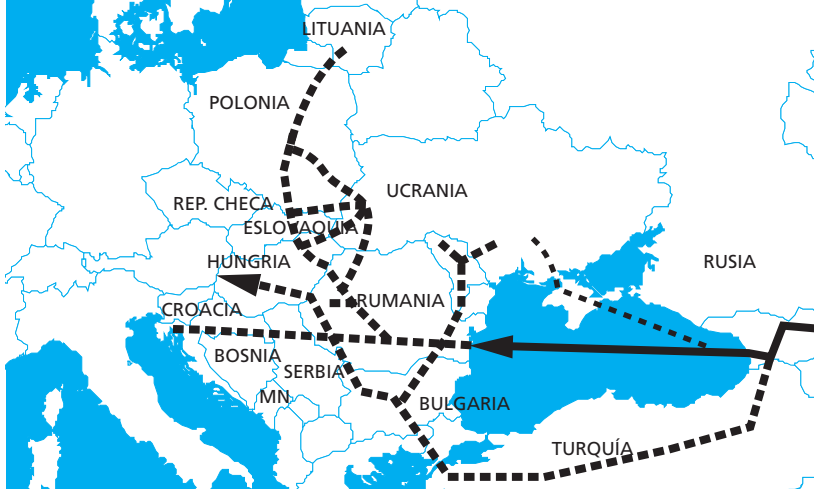 LITUANIA
POLONIA
UCRANIA
REP. CHECA
ESLOVAQUIA
HUNGRIA
RUSIA
RUMANIA
CROACIA
BOSNIA
SERBIA
MN
BULGARIA
TURQUÍA